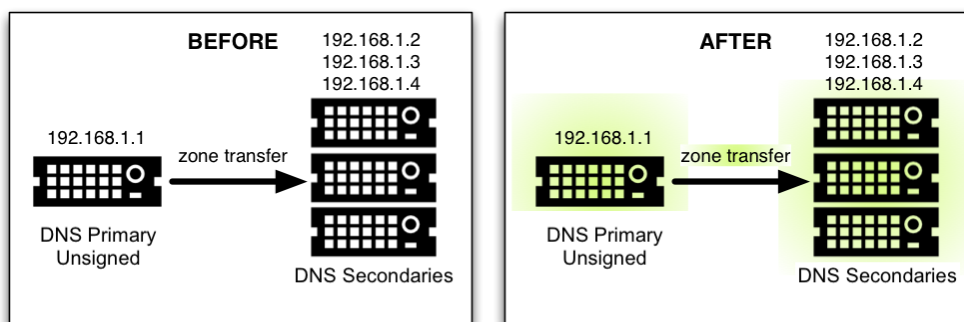 BEFORE
192.168.1.2
192.168.1.3
192.168.1.4
192.168.1.1
zone transfer
DNS Primary
Unsigned
DNS Secondaries
AFTER
192.168.1.2
192.168.1.3
192.168.1.4
192.168.1.1
zone transfer
DNS Primary
Unsigned
DNS Secondaries